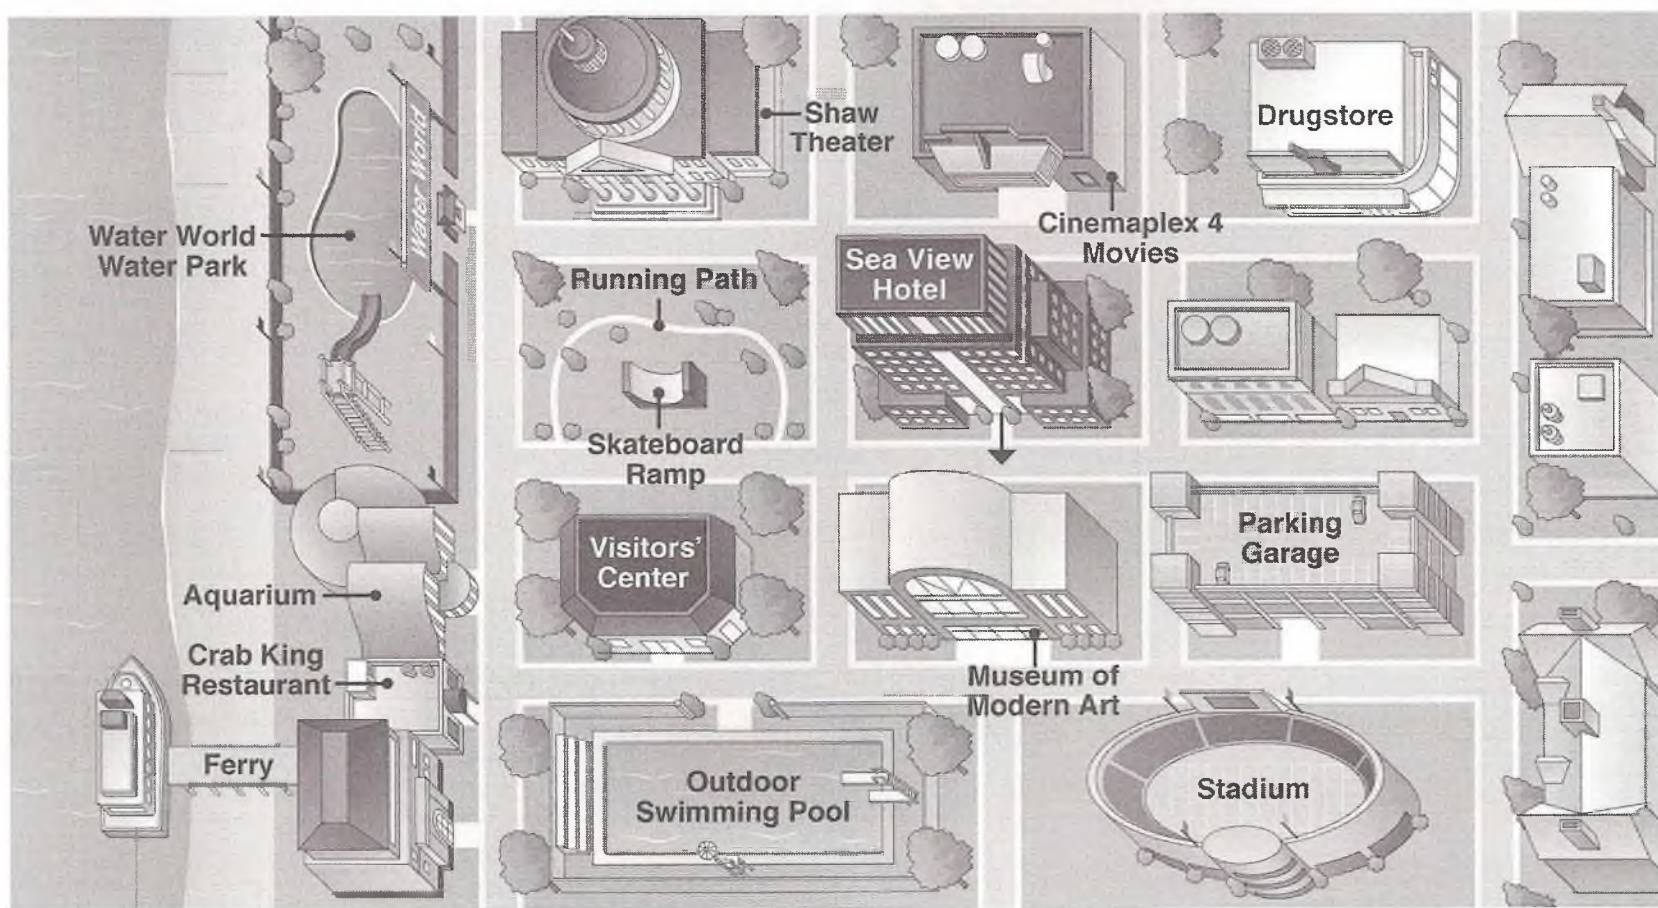 Shaw
Theater
Drugstore
Water World
Cinemaplex 4
Movies
Water World
Water Park
Sea View
Hotel
Running Path
Skateboard
Ramp
Visitors'
Center
Parking
Garage
Aquarium
Crab King
Restaurant
Museum of
Modern Art
Ferry
Outdoor
Swimming Pool
Stadium